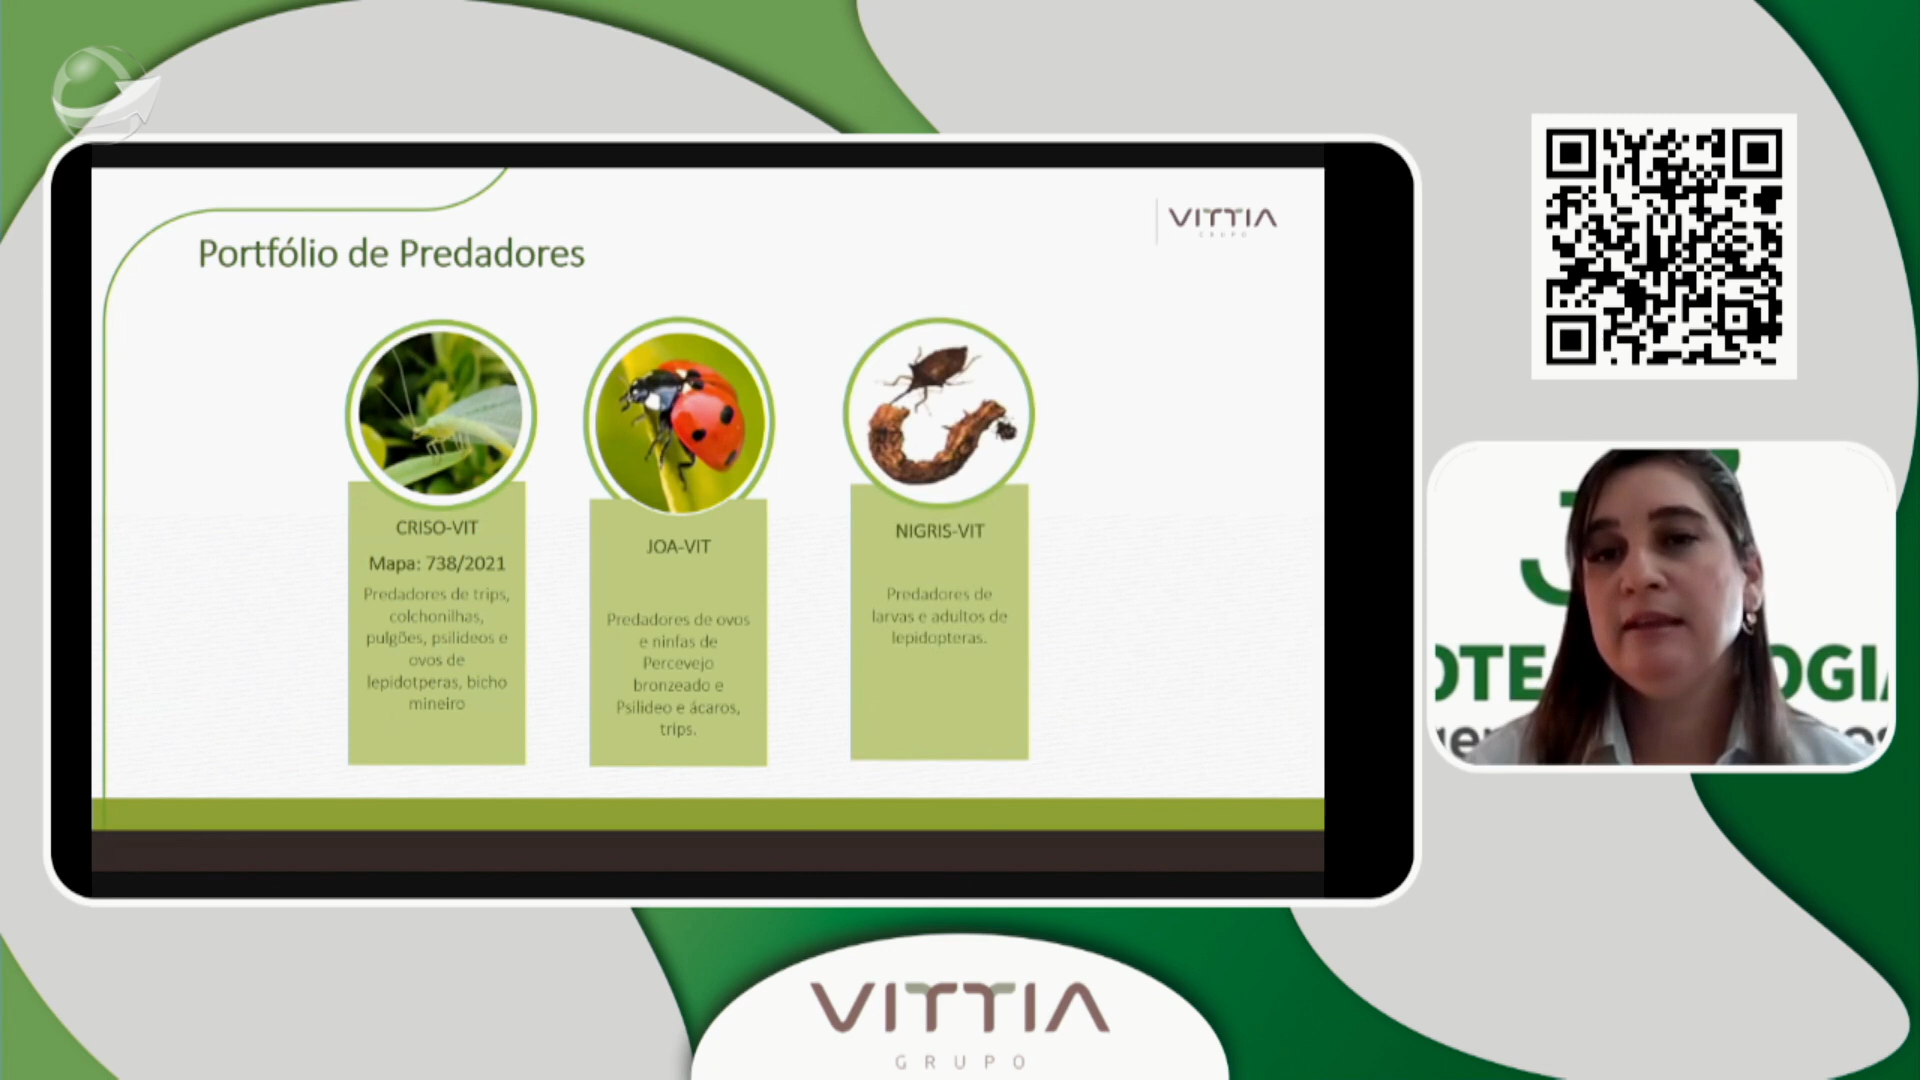 VITTIA
GRUPO
Portfólio de Predadores
CRISO-VIT
Mapa: 738/2021
Predadores de trips,
colchonilhas,
pulgões, psilideos e
ovos de
lepidotperas, bicho
mineiro
JOA-VIT
Predadores de ovos
e ninfas de
Percevejo
bronzeado e
Psilideo e ácaros,
trips.
NIGRIS-VIT
Predadores de
larvas e adultos de
lepidopteras.
VITTIA
GRUPO